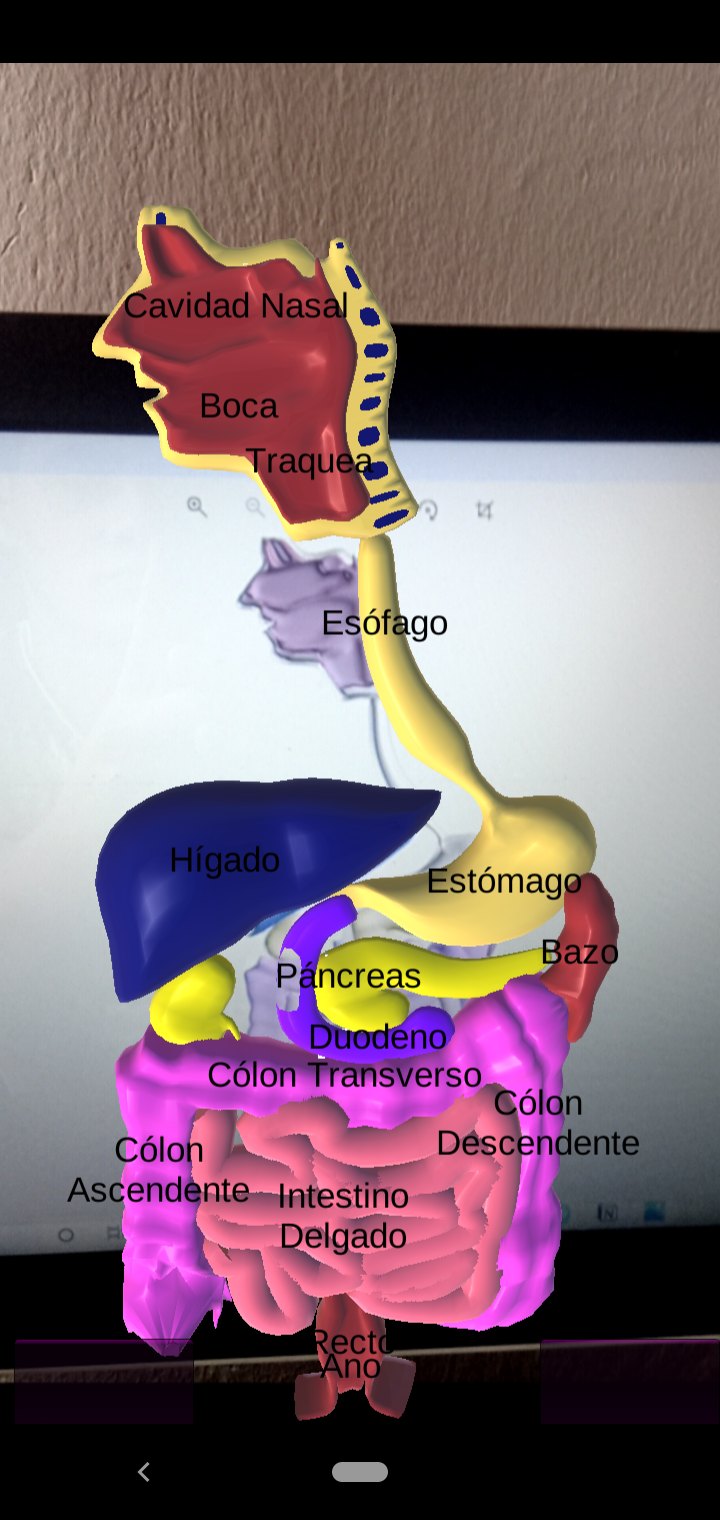 Cavidad Nasal
Boca
Traquea
Esófago
Hígado
Estómago
Bazo
Páncreas
Duodeno
Cólon Transverso
Cólon
Descendente
Cólon
Ascendente
Intestino
Delgado
Recto
Ano